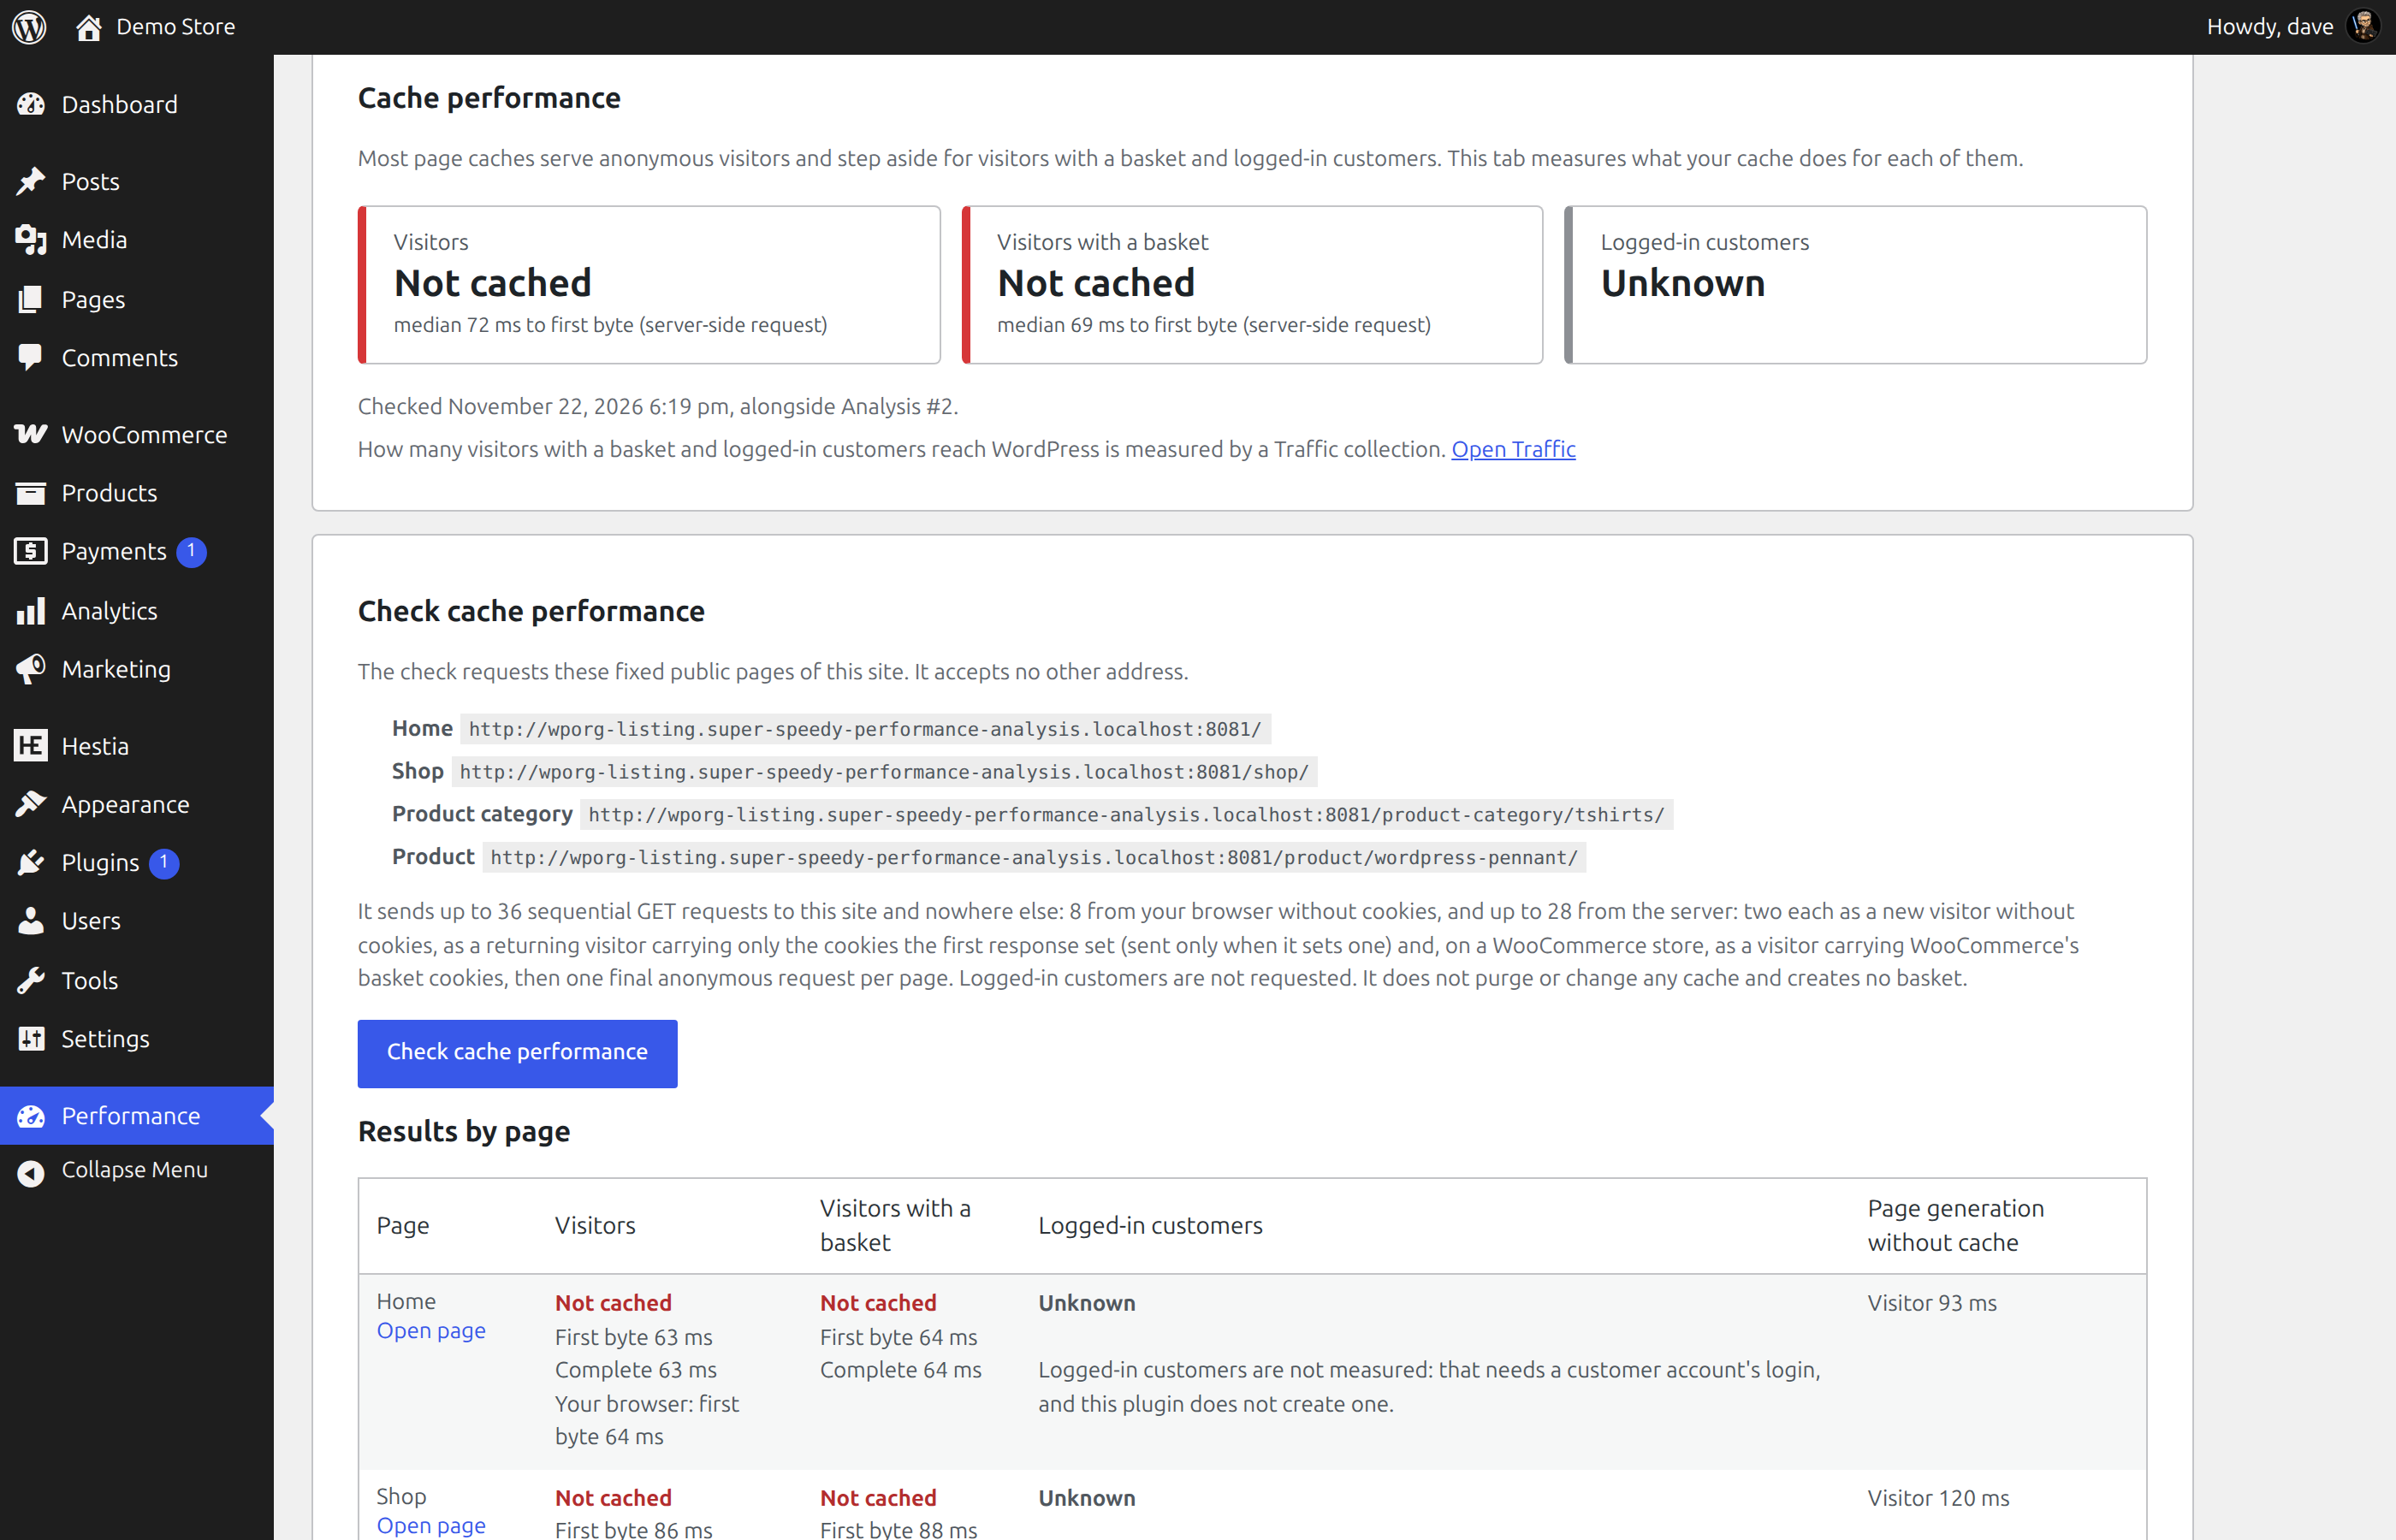 Demo Store
Howdy, dave
Dashboard
Posts
Media
Pages
Comments
WooCommerce
Products
Payments 1
Analytics
Marketing
HE Hestia
Appearance
Plugins 1
Users
Tools
Settings
Performance
Collapse Menu
Cache performance
Most page caches serve anonymous visitors and step aside for visitors with a basket and logged-in customers. This tab measures what your cache does for each of them.
Visitors
Not cached
median 72 ms to first byte (server-side request)
Visitors with a basket
Not cached
median 69 ms to first byte (server-side request)
Logged-in customers
Unknown
Checked November 22, 2026 6:19 pm, alongside Analysis #2.
How many visitors with a basket and logged-in customers reach WordPress is measured by a Traffic collection. Open Traffic
Check cache performance
The check requests these fixed public pages of this site. It accepts no other address.
Home http://wporg-listing.super-speedy-performance-analysis.localhost:8081/
Shop http://wporg-listing.super-speedy-performance-analysis.localhost:8081/shop/
Product category http://wporg-listing.super-speedy-performance-analysis.localhost:8081/product-category/tshirts/
Product http://wporg-listing.super-speedy-performance-analysis.localhost:8081/product/wordpress-pennant/
It sends up to 36 sequential GET requests to this site and nowhere else: 8 from your browser without cookies, and up to 28 from the server: two each as a new visitor without
cookies, as a returning visitor carrying only the cookies the first response set (sent only when it sets one) and, on a WooCommerce store, as a visitor carrying WooCommerce's
basket cookies, then one final anonymous request per page. Logged-in customers are not requested. It does not purge or change any cache and creates no basket.
Check cache performance
Results by page
Page
Visitors
Visitors with a
basket
Logged-in customers
Page generation
without cache
Home
Open page
Not cached
First byte 63 ms
Complete 63 ms
Your browser: first
byte 64 ms
Not cached
First byte 64 ms
Complete 64 ms
Unknown
Logged-in customers are not measured: that needs a customer account's login,
and this plugin does not create one.
Visitor 93 ms
Shop
Open page
Not cached
First byte 86 ms
Not cached
First byte 88 ms
Unknown
Visitor 120 ms